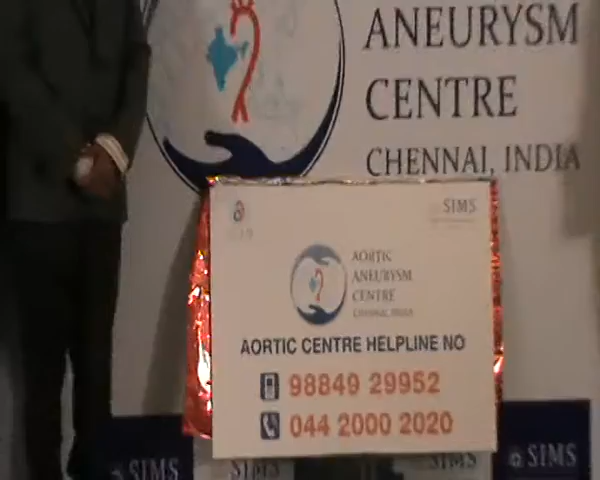 ANEURYSM
CENTRE
CHENNAI, INDIA
SIMS
AORTIC
ANEURYSM
CENTRE
CHENNAI, INDIA
AORTIC CENTRE HELPLINE NO
98849 29952
044 2000 2020
SIMS
SIMS
SIMS
SIMS